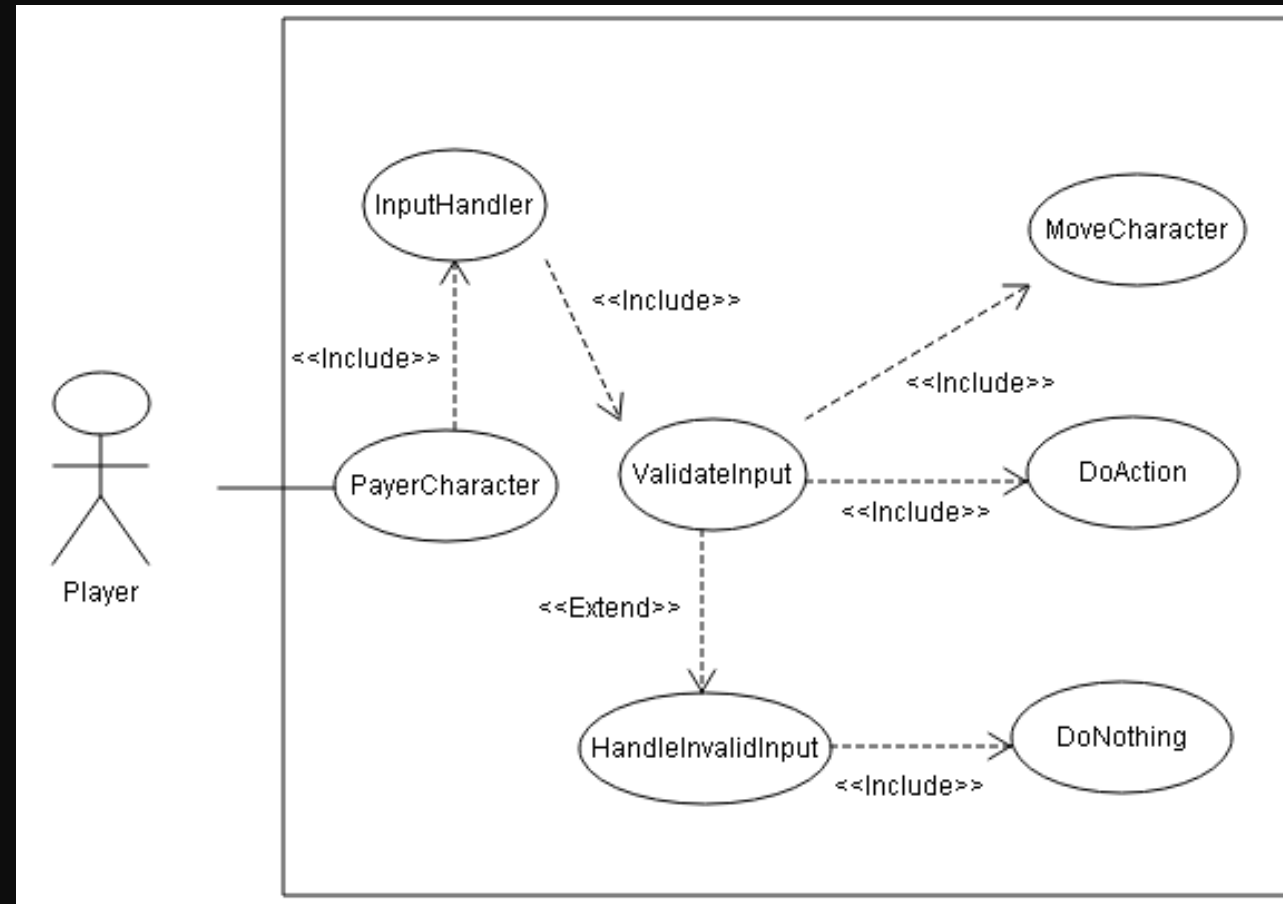 InputHandler
MoveCharacter
<<Include>>
<<Include>>
<<Include>>
ValidateInput
DoAction
PayerCharacter
<<Include>>
Player
<<Extend>>
HandleInvalidInput
DoNothing
<<Include>>